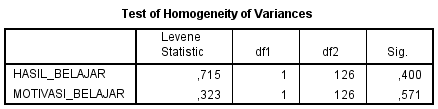 Test of Homogeneity of Variances
Levene Statistic df1 df2 Sig.
HASIL_BELAJAR ,715 1 126 ,400
MOTIVASI_BELAJAR ,323 1 126 ,571